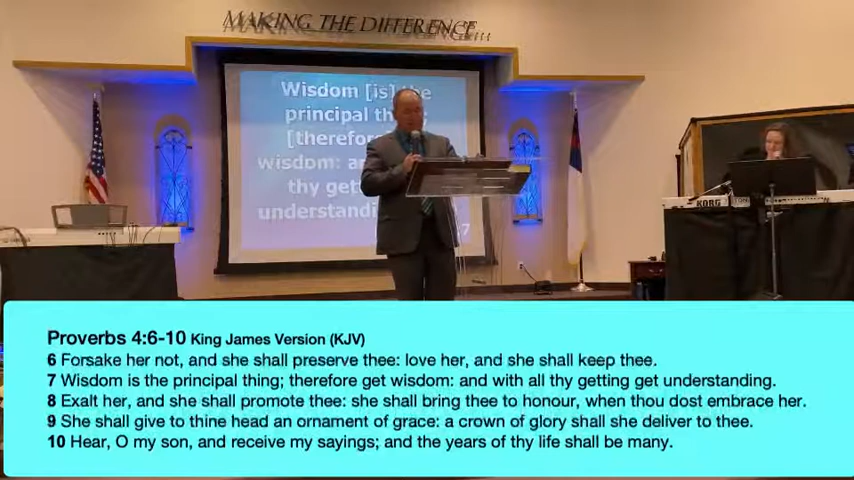 MAKING THE DIFFERENCE...
Wisdom [is] the
principal
[therefore
wisdom:
thy get
understandin
KORG
Proverbs 4:6-10 King James Version (KJV)
6 Forsake her not, and she shall preserve thee: love her, and she shall keep thee.
7 Wisdom is the principal thing; therefore get wisdom: and with all thy getting get understanding.
8 Exalt her, and she shall promote thee: she shall bring thee to honour, when thou dost embrace her.
9 She shall give to thine head an ornament of grace: a crown of glory shall she deliver to thee.
10 Hear, O my son, and receive my sayings; and the years of thy life shall be many.